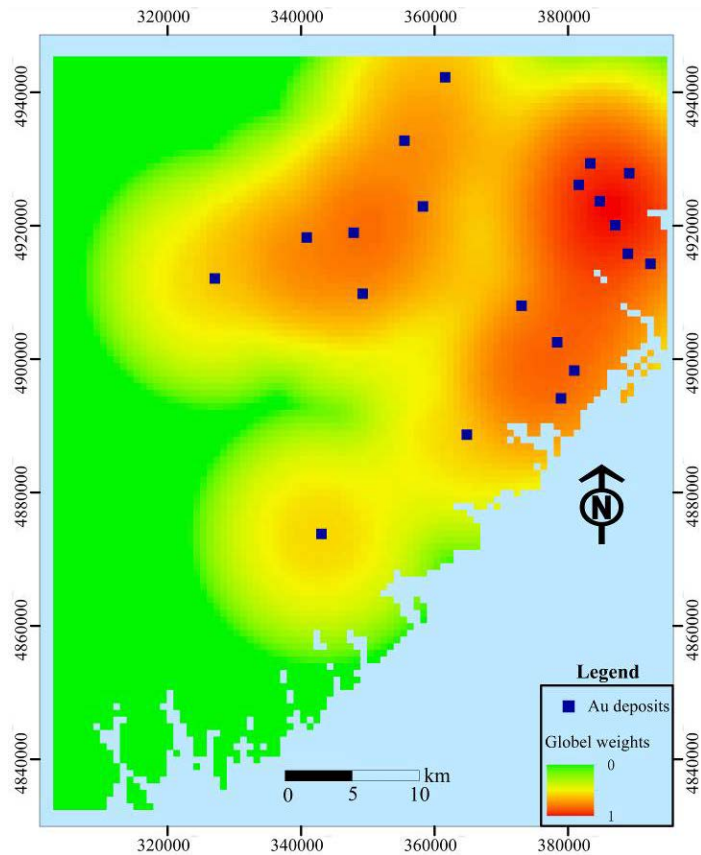 320000 340000 360000 380000
4940000 4940000
4920000 4920000
4900000 4900000
4880000 4880000
N
4860000 4860000
Legend
Au deposits
Globel weights
0
1
4840000 4840000
km
0 5 10
320000 340000 360000 380000